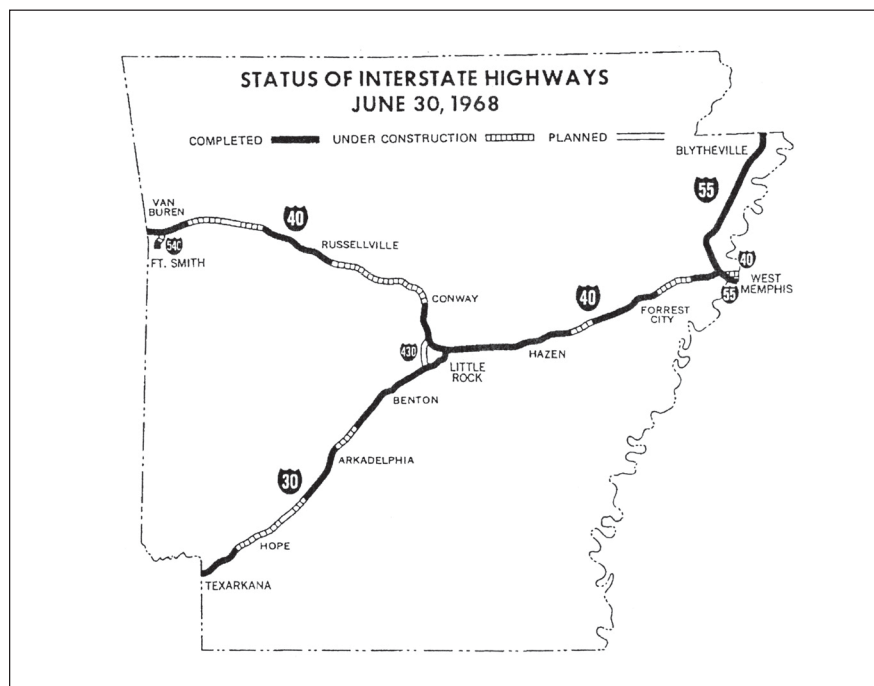 STATUS OF INTERSTATE HIGHWAYS
JUNE 30, 1968
COMPLETED UNDER CONSTRUCTION PLANNED
BLYTHEVILLE
55
VAN
BUREN
40
540
FT. SMITH
RUSSELLVILLE
40
WEST
MEMPHIS
55
CONWAY
40
FORREST
CITY
430
HAZEN
LITTLE
ROCK
BENTON
ARKADELPHIA
30
HOPE
TEXARKANA